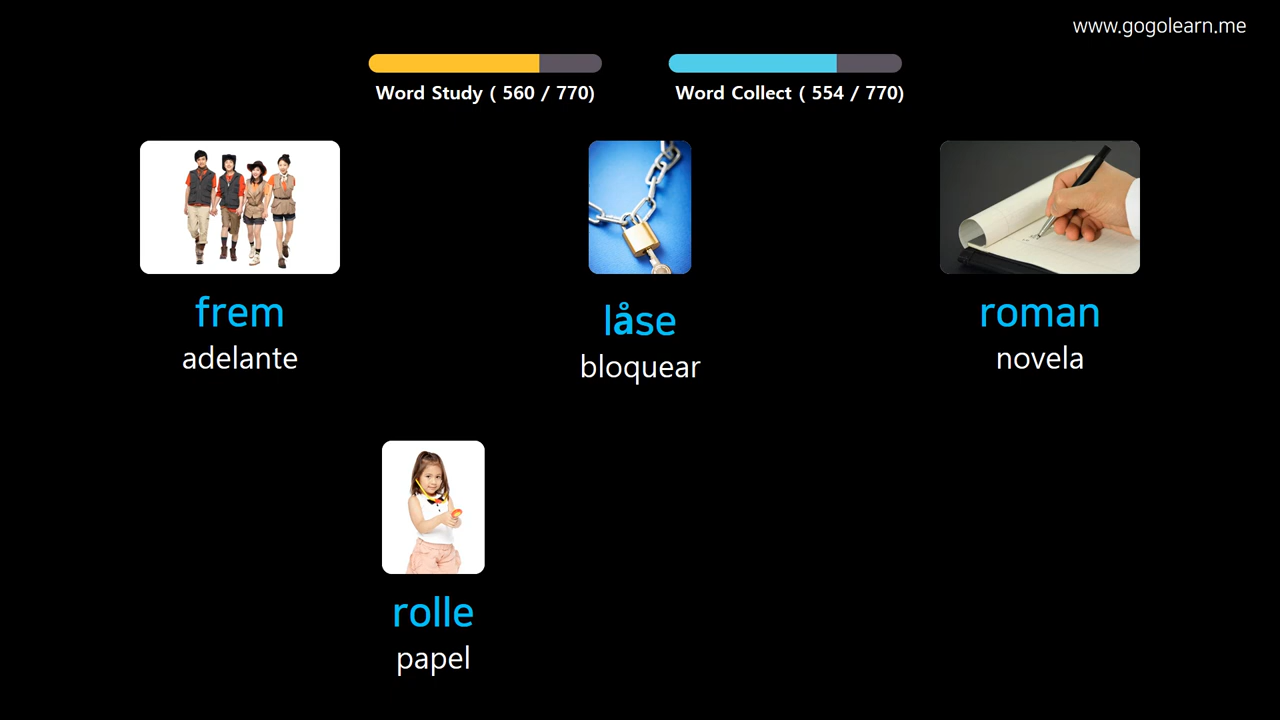 www.gogolearn.me
Word Study ( 560 / 770)
Word Collect ( 554 / 770)
frem
adelante
låse
bloquear
roman
novela
rolle
papel